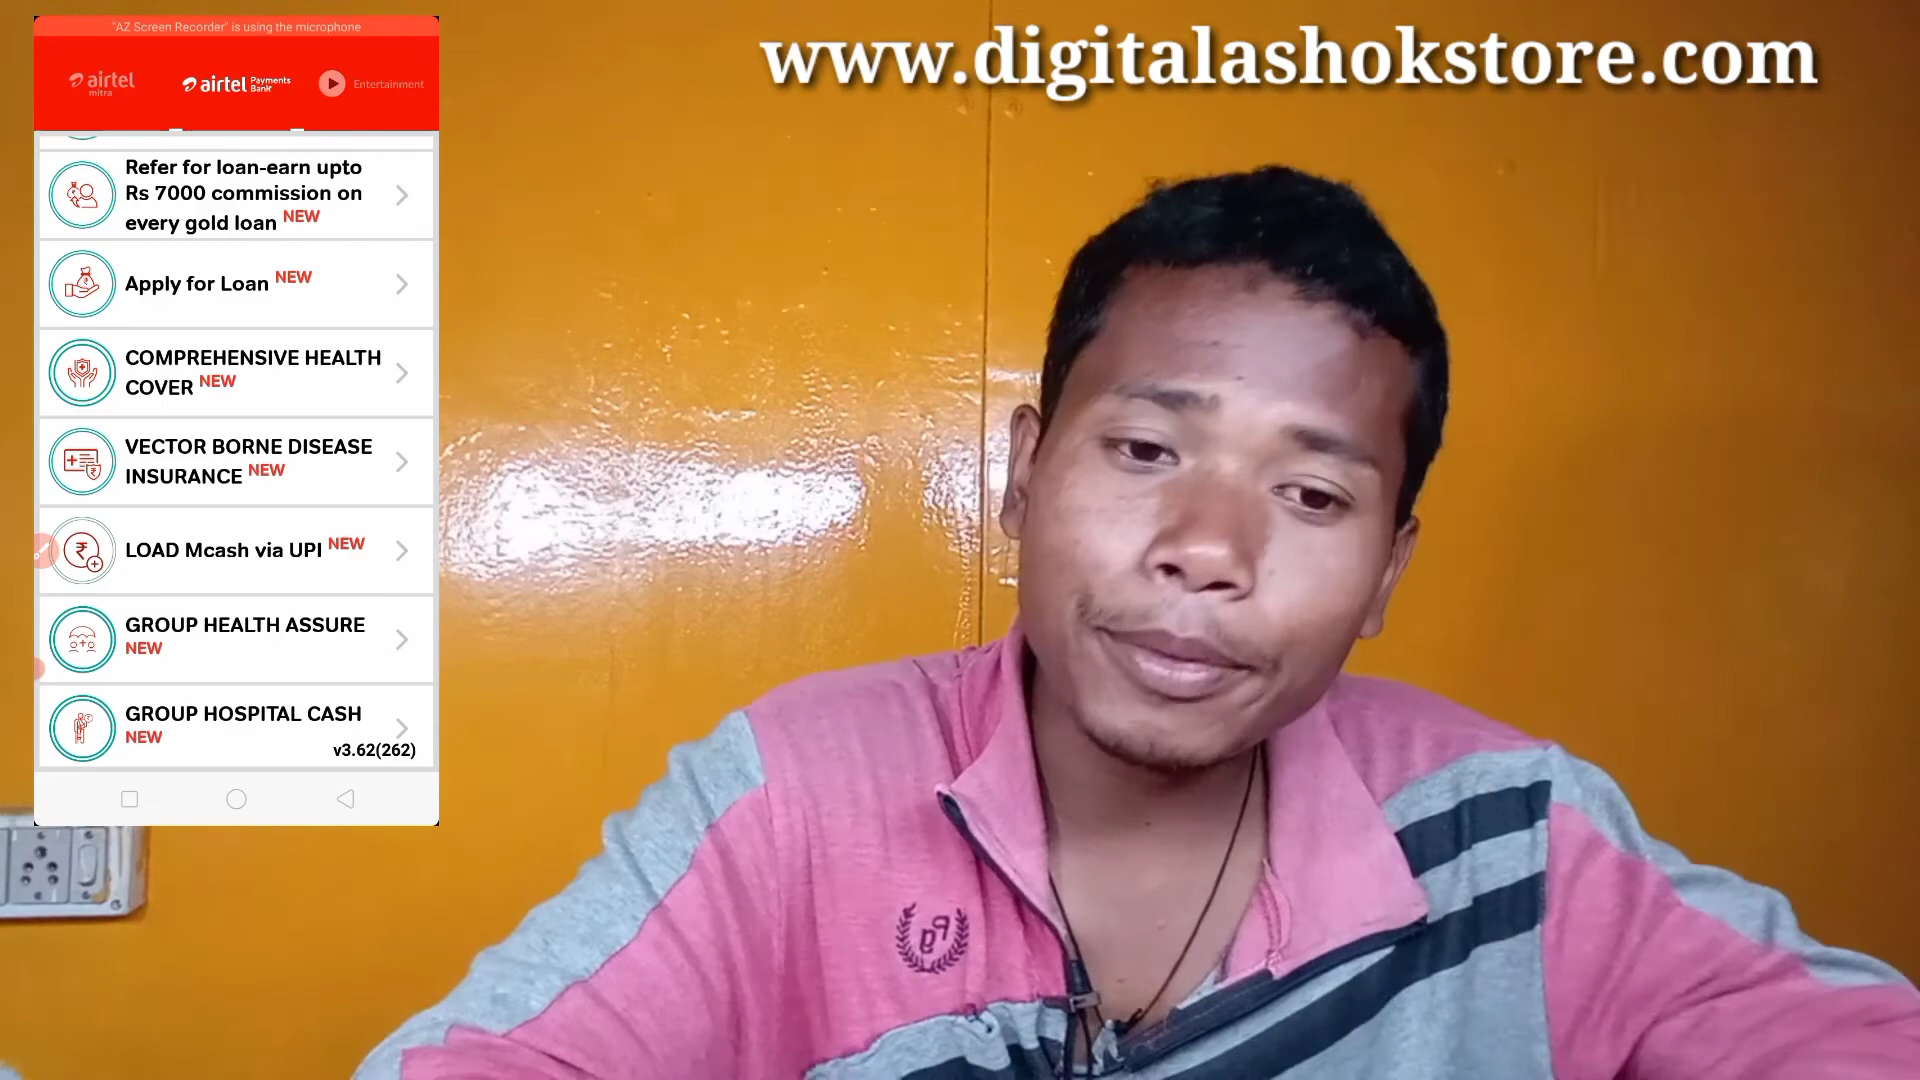 "AZ Screen Recorder" is using the microphone
www.digitalashokstore.com
airtel mitra
airtel Payments Bank
Entertainment
Refer for loan-earn upto
Rs 7000 commission on
every gold loan NEW
Apply for Loan NEW
COMPREHENSIVE HEALTH
COVER NEW
VECTOR BORNE DISEASE
INSURANCE NEW
LOAD Mcash via UPI NEW
GROUP HEALTH ASSURE
NEW
GROUP HOSPITAL CASH
NEW
v3.62(262)